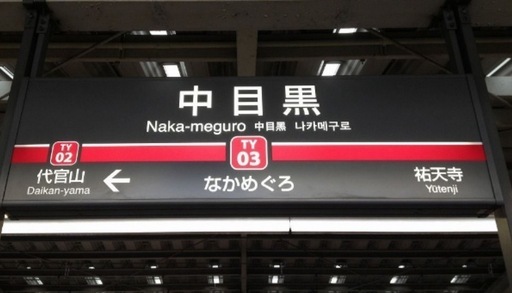 中目黒
Naka-meguro 中目黒 나카메구로
TY 02
TY 03
代官山
Daikan-yama
←
なかめぐろ
祐天寺
Yūtenji